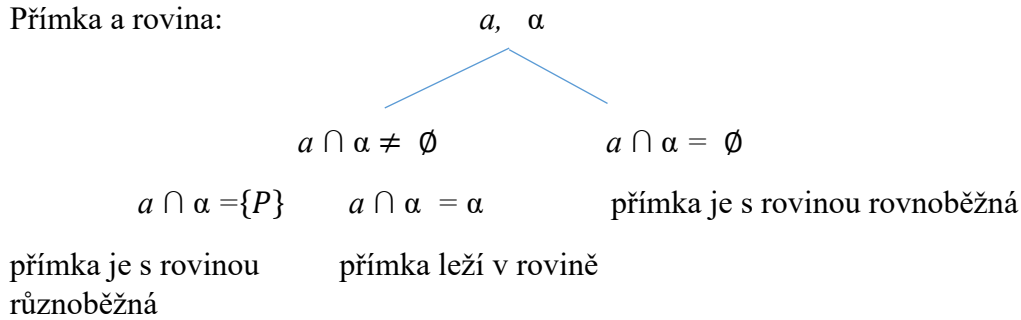 Přímka a rovina: a, α
a ∩ α ≠ ∅ a ∩ α = ∅
a ∩ α ={P} a ∩ α = α přímka je s rovinou rovnoběžná
přímka je s rovinou přímka leží v rovině
různoběžná